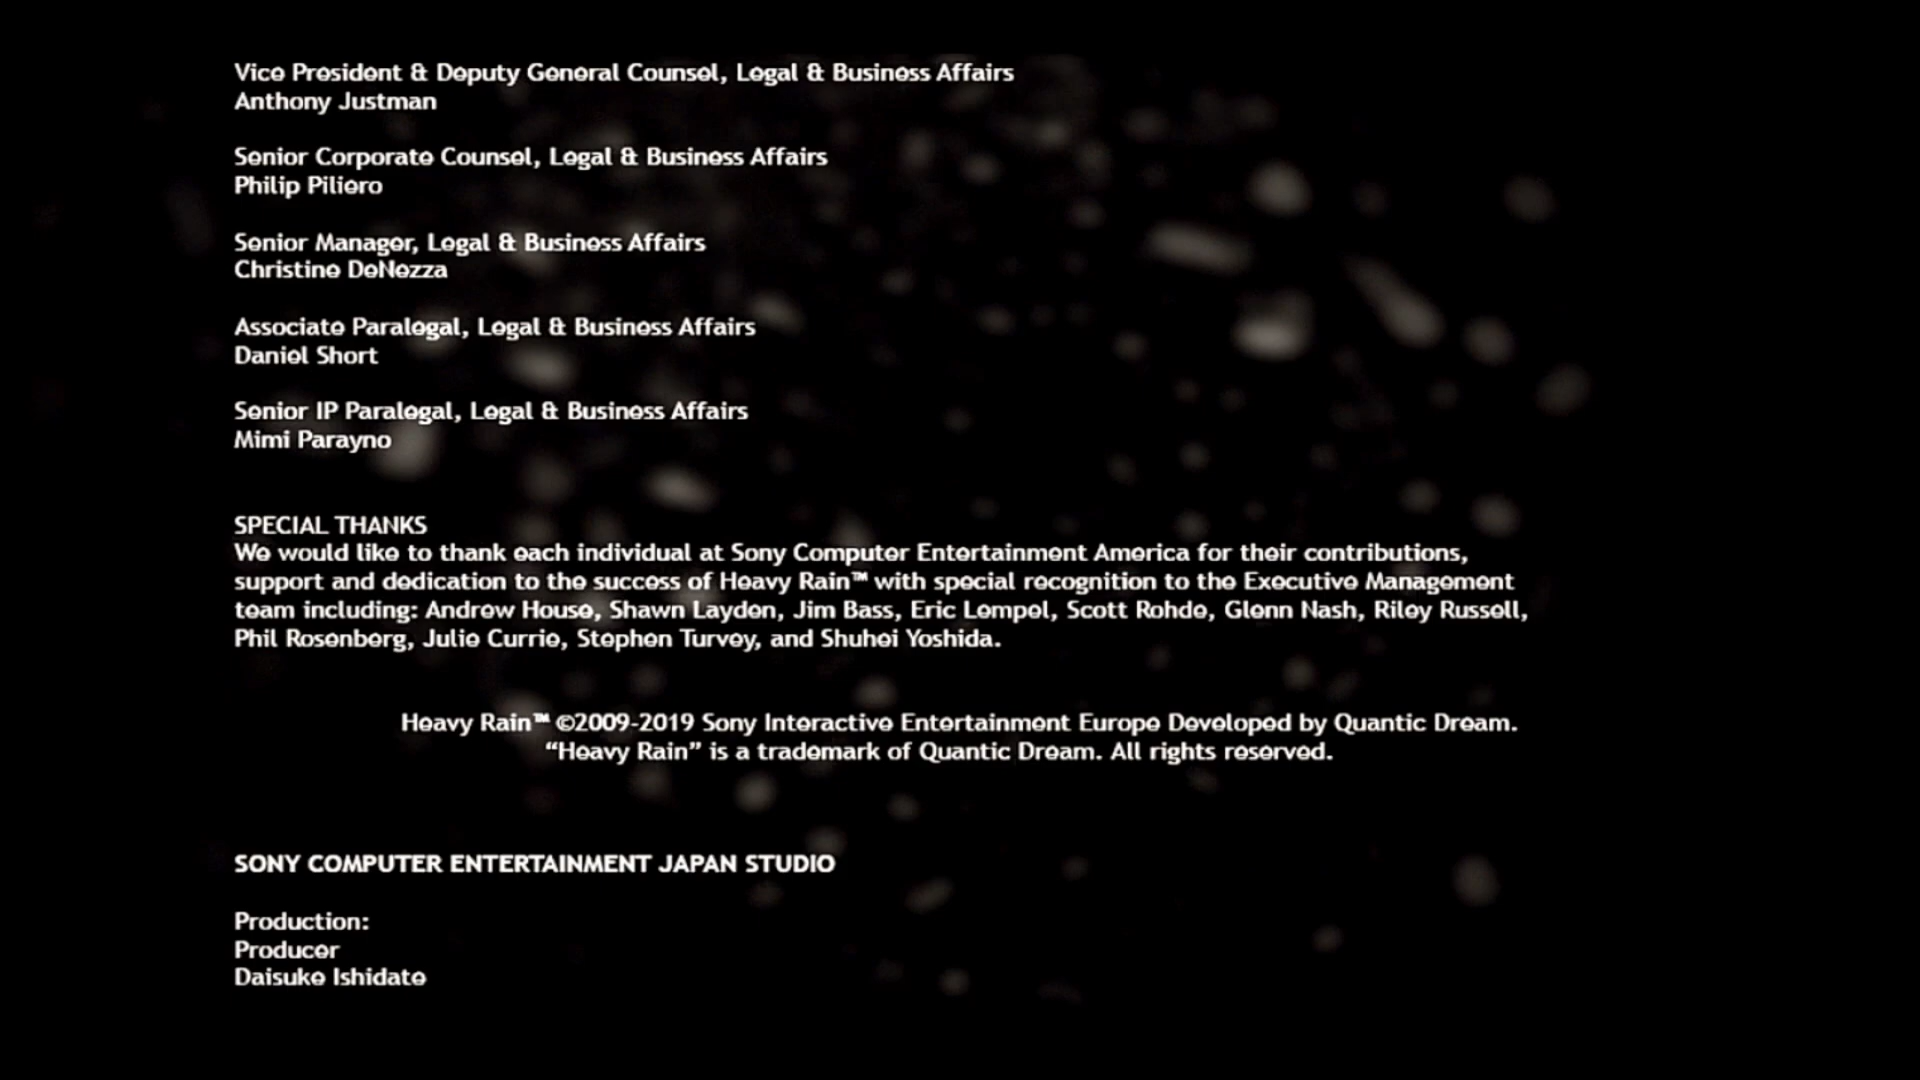 Vice President & Deputy General Counsel, Legal & Business Affairs
Anthony Justman
Senior Corporate Counsel, Legal & Business Affairs
Philip Piliero
Senior Manager, Legal & Business Affairs
Christine DeNezza
Associate Paralegal, Legal & Business Affairs
Daniel Short
Senior IP Paralegal, Legal & Business Affairs
Mimi Parayno
SPECIAL THANKS
We would like to thank each individual at Sony Computer Entertainment America for their contributions,
support and dedication to the success of Heavy Rain™ with special recognition to the Executive Management
team including: Andrew House, Shawn Layden, Jim Bass, Eric Lempel, Scott Rohde, Glenn Nash, Riley Russell,
Phil Rosenberg, Julie Currie, Stephen Turvey, and Shuhei Yoshida.
Heavy Rain™ ©2009-2019 Sony Interactive Entertainment Europe Developed by Quantic Dream.
“Heavy Rain” is a trademark of Quantic Dream. All rights reserved.
SONY COMPUTER ENTERTAINMENT JAPAN STUDIO
Production:
Producer
Daisuke Ishidate